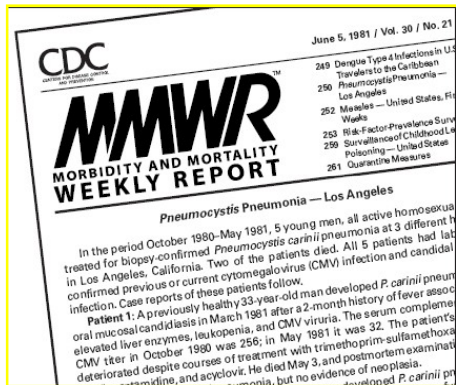 CDC
CENTERS FOR DISEASE CONTROL
AND PREVENTION
June 5, 1981 / Vol. 30 / No. 21
MMWR™
MORBIDITY AND MORTALITY
WEEKLY REPORT
249 Dengue Type 4 Infections in U.S
Travelers to the Caribbean
250 Pneumocystis Pneumonia —
Los Angeles
252 Measles — United States, Fir
Weeks
253 Risk-Factor-Prevalence Surve
259 Surveillance of Childhood Le
Poisoning — United States
261 Quarantine Measures
Pneumocystis Pneumonia — Los Angeles
In the period October 1980–May 1981, 5 young men, all active homosexua
treated for biopsy-confirmed Pneumocystis carinii pneumonia at 3 different h
in Los Angeles, California. Two of the patients died. All 5 patients had lab
confirmed previous or current cytomegalovirus (CMV) infection and candidal
infection. Case reports of these patients follow.
Patient 1: A previously healthy 33-year-old man developed P. carinii pneum
oral mucosal candidiasis in March 1981 after a 2-month history of fever assoc
elevated liver enzymes, leukopenia, and CMV viruria. The serum compleme
CMV titer in October 1980 was 256; in May 1981 it was 32. The patient's
deteriorated despite courses of treatment with trimethoprim-sulfamethoxa
entamidine, and acyclovir. He died May 3, and postmortem examinati
monia, but no evidence of neoplasia.
developed P. carinii pn